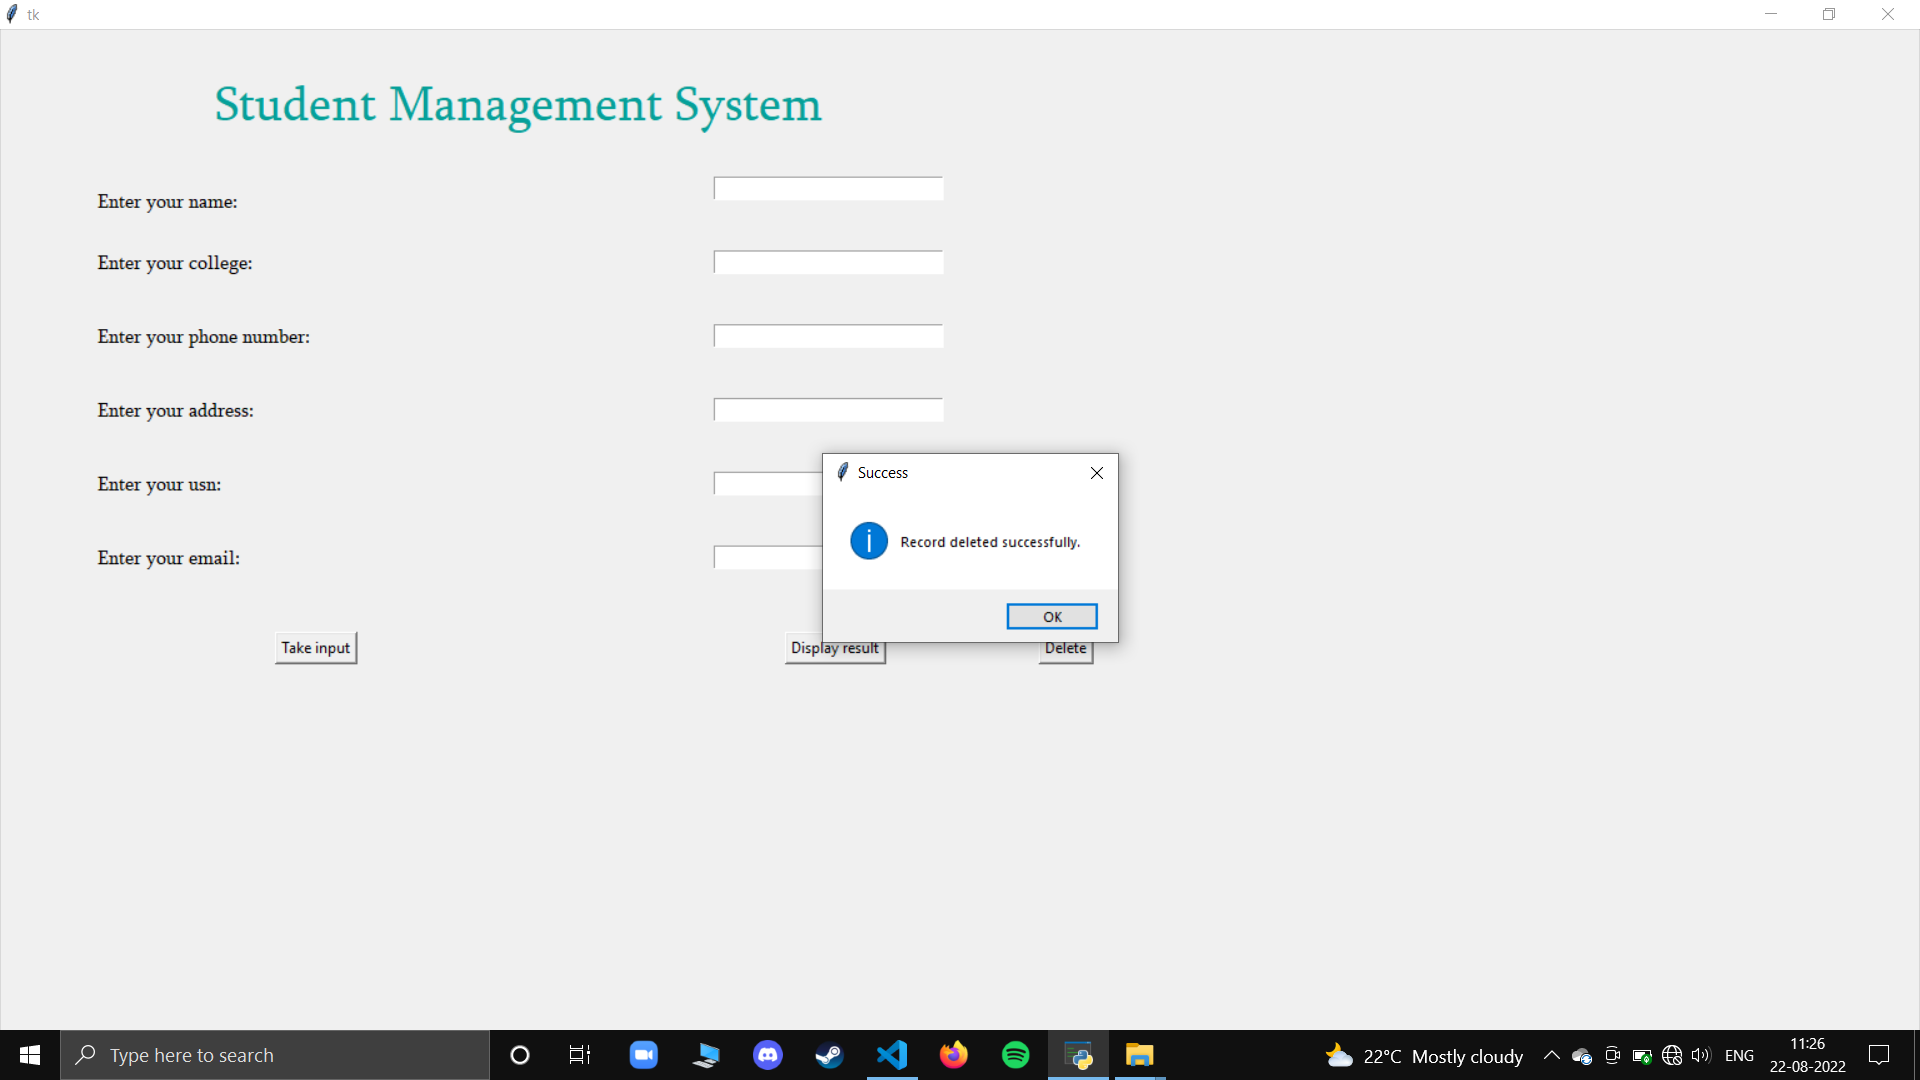 tk
Student Management System
Enter your name:
Enter your college:
Enter your phone number:
Enter your address:
Enter your usn:
Enter your email:
Success
Record deleted successfully.
OK
Take input
Display result
Delete
Type here to search
22°C Mostly cloudy
ENG
11:26
22-08-2022